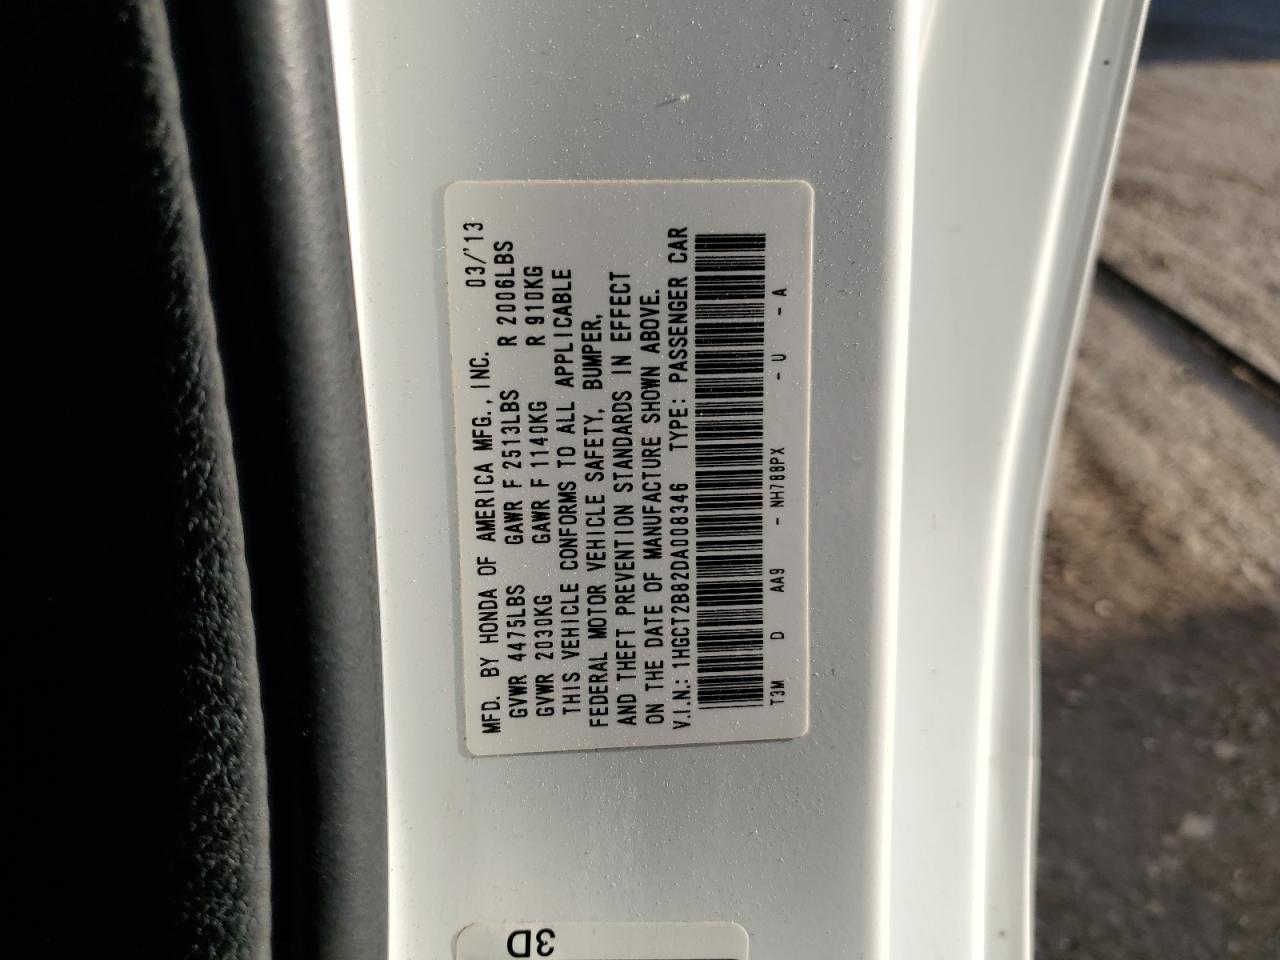 MFD. BY HONDA OF AMERICA MFG., INC. 03/'13
GVWR 4475LBS GAWR F 2513LBS R 2006LBS
GVWR 2030KG GAWR F 1140KG R 910KG
THIS VEHICLE CONFORMS TO ALL APPLICABLE
FEDERAL MOTOR VEHICLE SAFETY, BUMPER,
AND THEFT PREVENTION STANDARDS IN EFFECT
ON THE DATE OF MANUFACTURE SHOWN ABOVE.
V.I.N.: 1HGCT2B82DA008346 TYPE: PASSENGER CAR
T3M D AA9 - NH788PX - U - A
3D